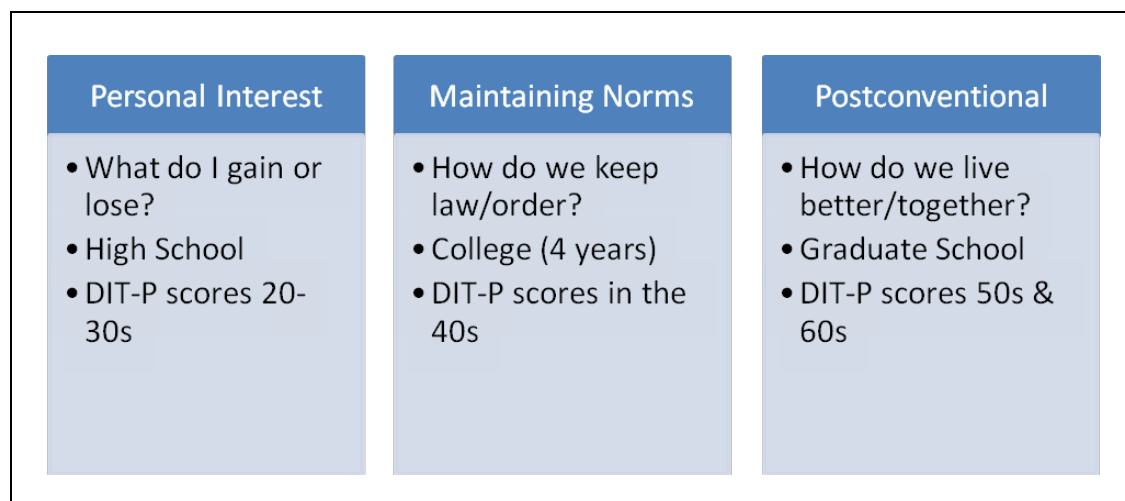 Personal Interest
• What do I gain or
lose?
• High School
• DIT-P scores 20-
30s
Maintaining Norms
• How do we keep
law/order?
• College (4 years)
• DIT-P scores in the
40s
Postconventional
• How do we live
better/together?
• Graduate School
• DIT-P scores 50s &
60s